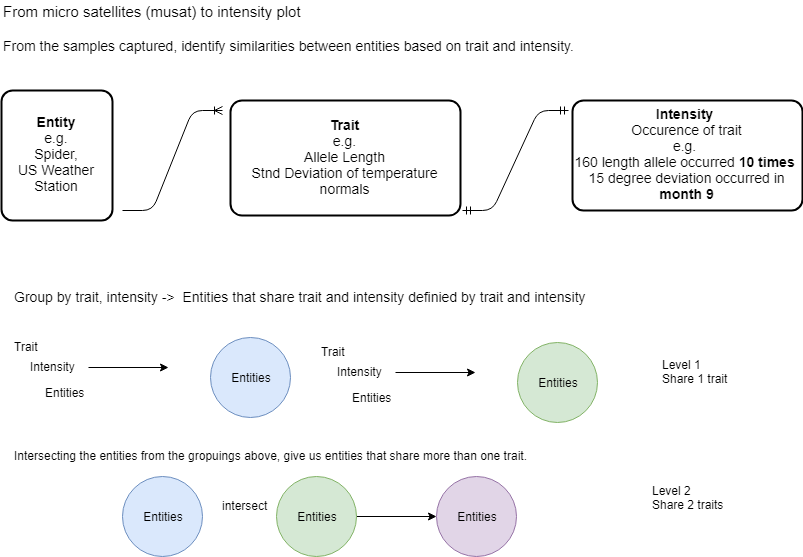 From micro satellites (musat) to intensity plot
From the samples captured, identify similarities between entities based on trait and intensity.
Entity
e.g.
Spider,
US Weather
Station
Trait
e.g.
Allele Length
Stnd Deviation of temperature
normals
Intensity
Occurence of trait
e.g.
160 length allele occurred 10 times
15 degree deviation occurred in
month 9
Group by trait, intensity -> Entities that share trait and intensity definied by trait and intensity
Trait
Intensity
Entities
Entities
Trait
Intensity
Entities
Entities
Level 1
Share 1 trait
Intersecting the entities from the gropuings above, give us entities that share more than one trait.
Entities
intersect
Entities
Entities
Level 2
Share 2 traits